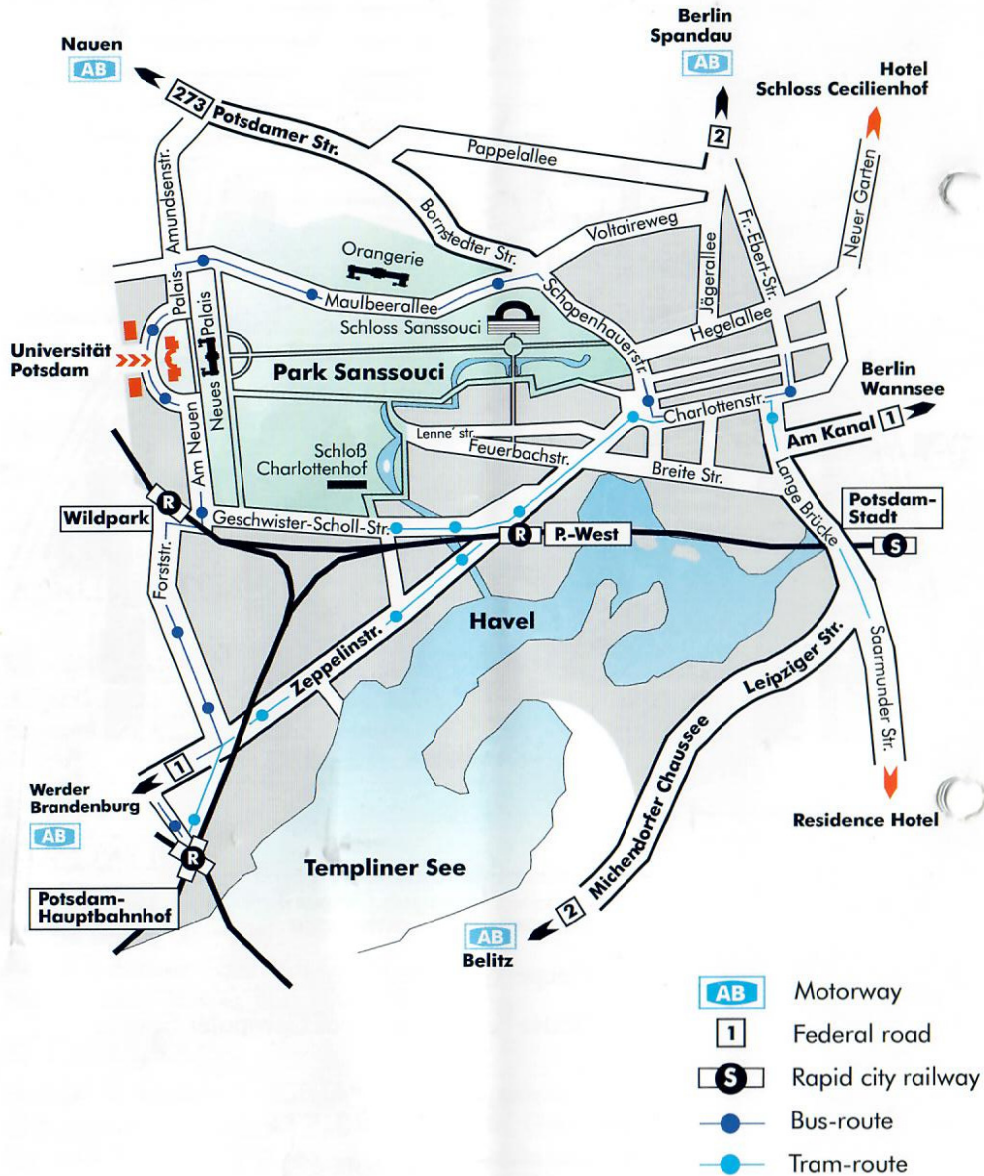 Nauen
AB
273
Potsdamer Str.
Berlin
Spandau
AB
2
Hotel
Schloss Cecilienhof
Pappelallee
Amundsenstr.
Bornstedter Str.
Voltaireweg
Fr.-Ebert-Str.
Neuer Garten
Orangerie
Maulbeerallee
Schopenhauerstr.
Jägerallee
Hegelallee
Schloss Sanssouci
Palais
Neues Palais
Am Neuen
Universität
Potsdam
Park Sanssouci
Berlin
Wannsee
Charlottenstr.
Am Kanal
1
Lenne´ str.
Feuerbachstr.
Breite Str.
Schloß
Charlottenhof
Lange Brücke
Potsdam-
Stadt
S
Wildpark
R
Geschwister-Scholl-Str.
R
P.-West
Forststr.
Havel
Zeppelinstr.
Leipziger Str.
Saarmunder Str.
1
Werder
Brandenburg
AB
Michendorfer Chaussee
Residence Hotel
R
Templiner See
Potsdam-
Hauptbahnhof
2
AB
Belitz
AB Motorway
1 Federal road
S Rapid city railway
Bus-route
Tram-route